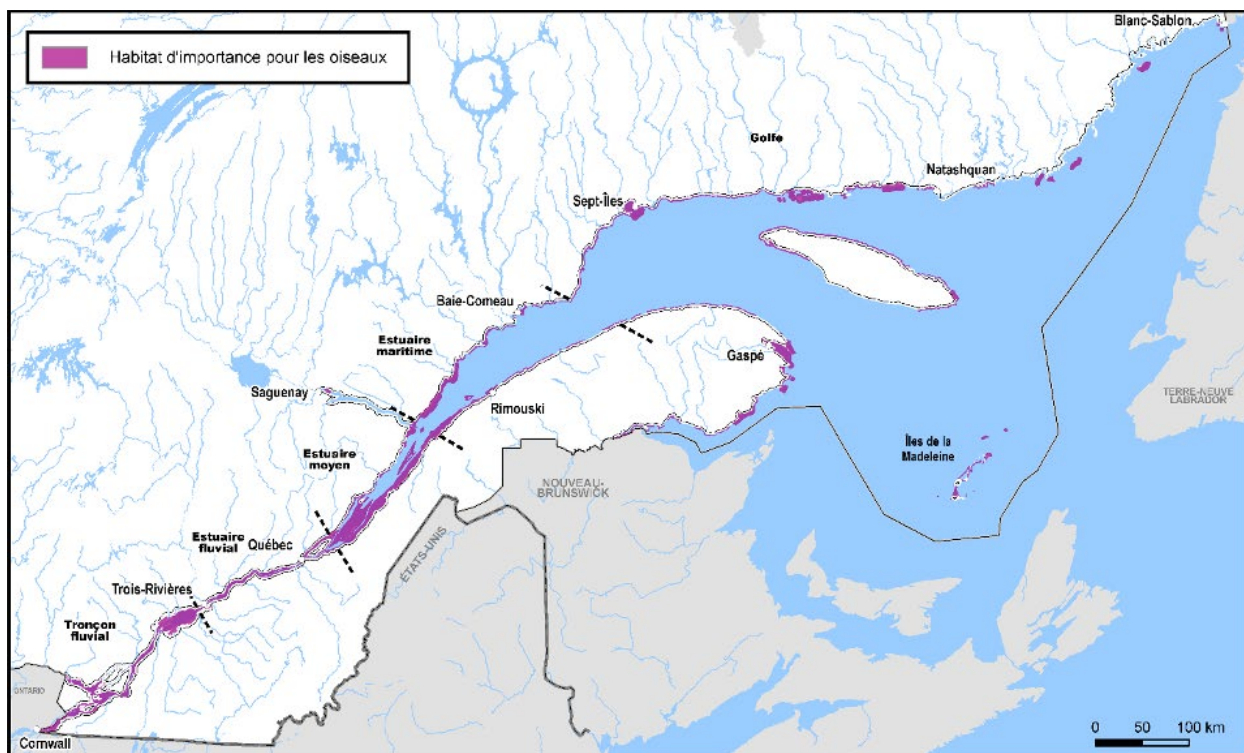 Blanc-Sablon
Habitat d'importance pour les oiseaux
Golfe
Natashquan
Sept-Îles
Baie-Comeau
Estuaire
maritime
Gaspé
Saguenay
Rimouski
TERRE-NEUVE
LABRADOR
Îles de la
Madeleine
Estuaire
moyen
NOUVEAU-
BRUNSWICK
Estuaire
fluvial
Québec
ÉTATS-UNIS
Trois-Rivières
Tronçon
fluvial
ONTARIO
Cornwall
0 50 100 km